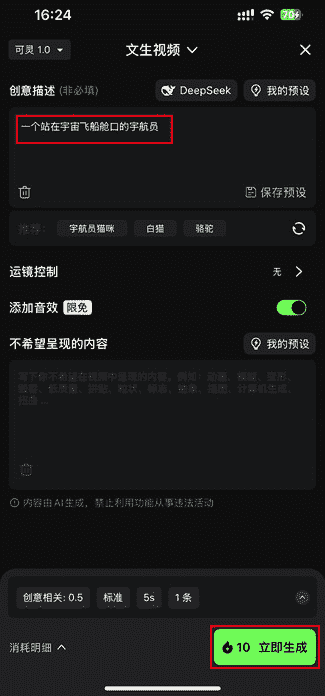 16:24
20
可灵 1.0
文生视频
创意描述 (非必填)
DeepSeek
我的预设
一个站在宇宙飞船舱口的宇航员
保存预设
推荐:
宇航员猫咪
白猫
骆驼
运镜控制
无
添加音效 限免
不希望呈现的内容
我的预设
内容由AI生成，禁止利用功能从事违法活动
创意相关: 0.5
标准
5s
1 条
消耗明细
10 立即生成